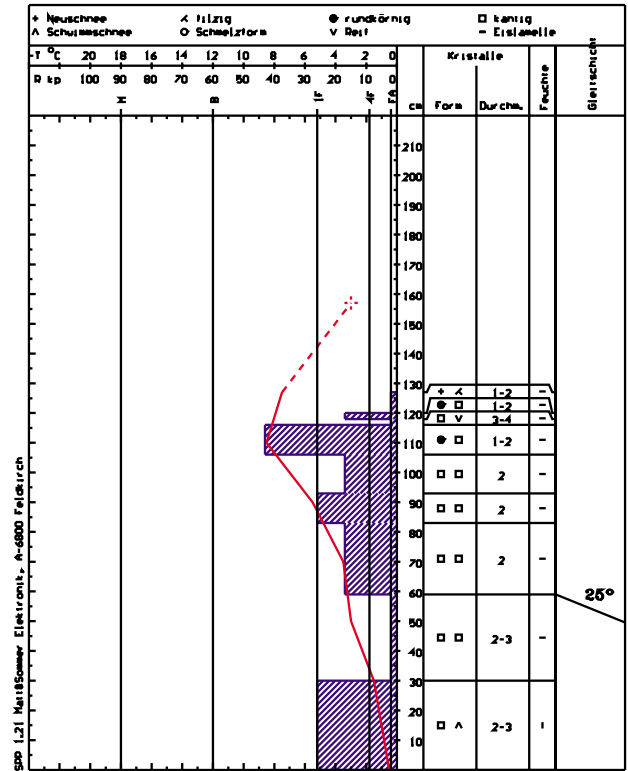 + Neuschnee ⁄ filzig ● rundkörnig □ kantig
∧ Schwimmschnee O Schmelzform V Reif – Eislamelle
-T °C 20 18 16 14 12 10 8 6 4 2 0 Kristalle
R kp 100 90 80 70 60 50 40 30 20 10 0
H B 1F 4F FA cm Form Durchm. Feuchte Gleitschicht
210
200
190
180
170
160
150
140
130
+ ⁄ 1-2 –
● □ 1-2 –
120
□ V 3-4 –
110 ● □ 1-2 –
100 □ □ 2 –
90 □ □ 2 –
80
70 □ □ 2 –
60
25°
50
40 □ □ 2-3 –
30
20
□ ∧ 2-3 I
10
SPP 1.21 Matt&Sommer Elektronik, A-6800 Feldkirch